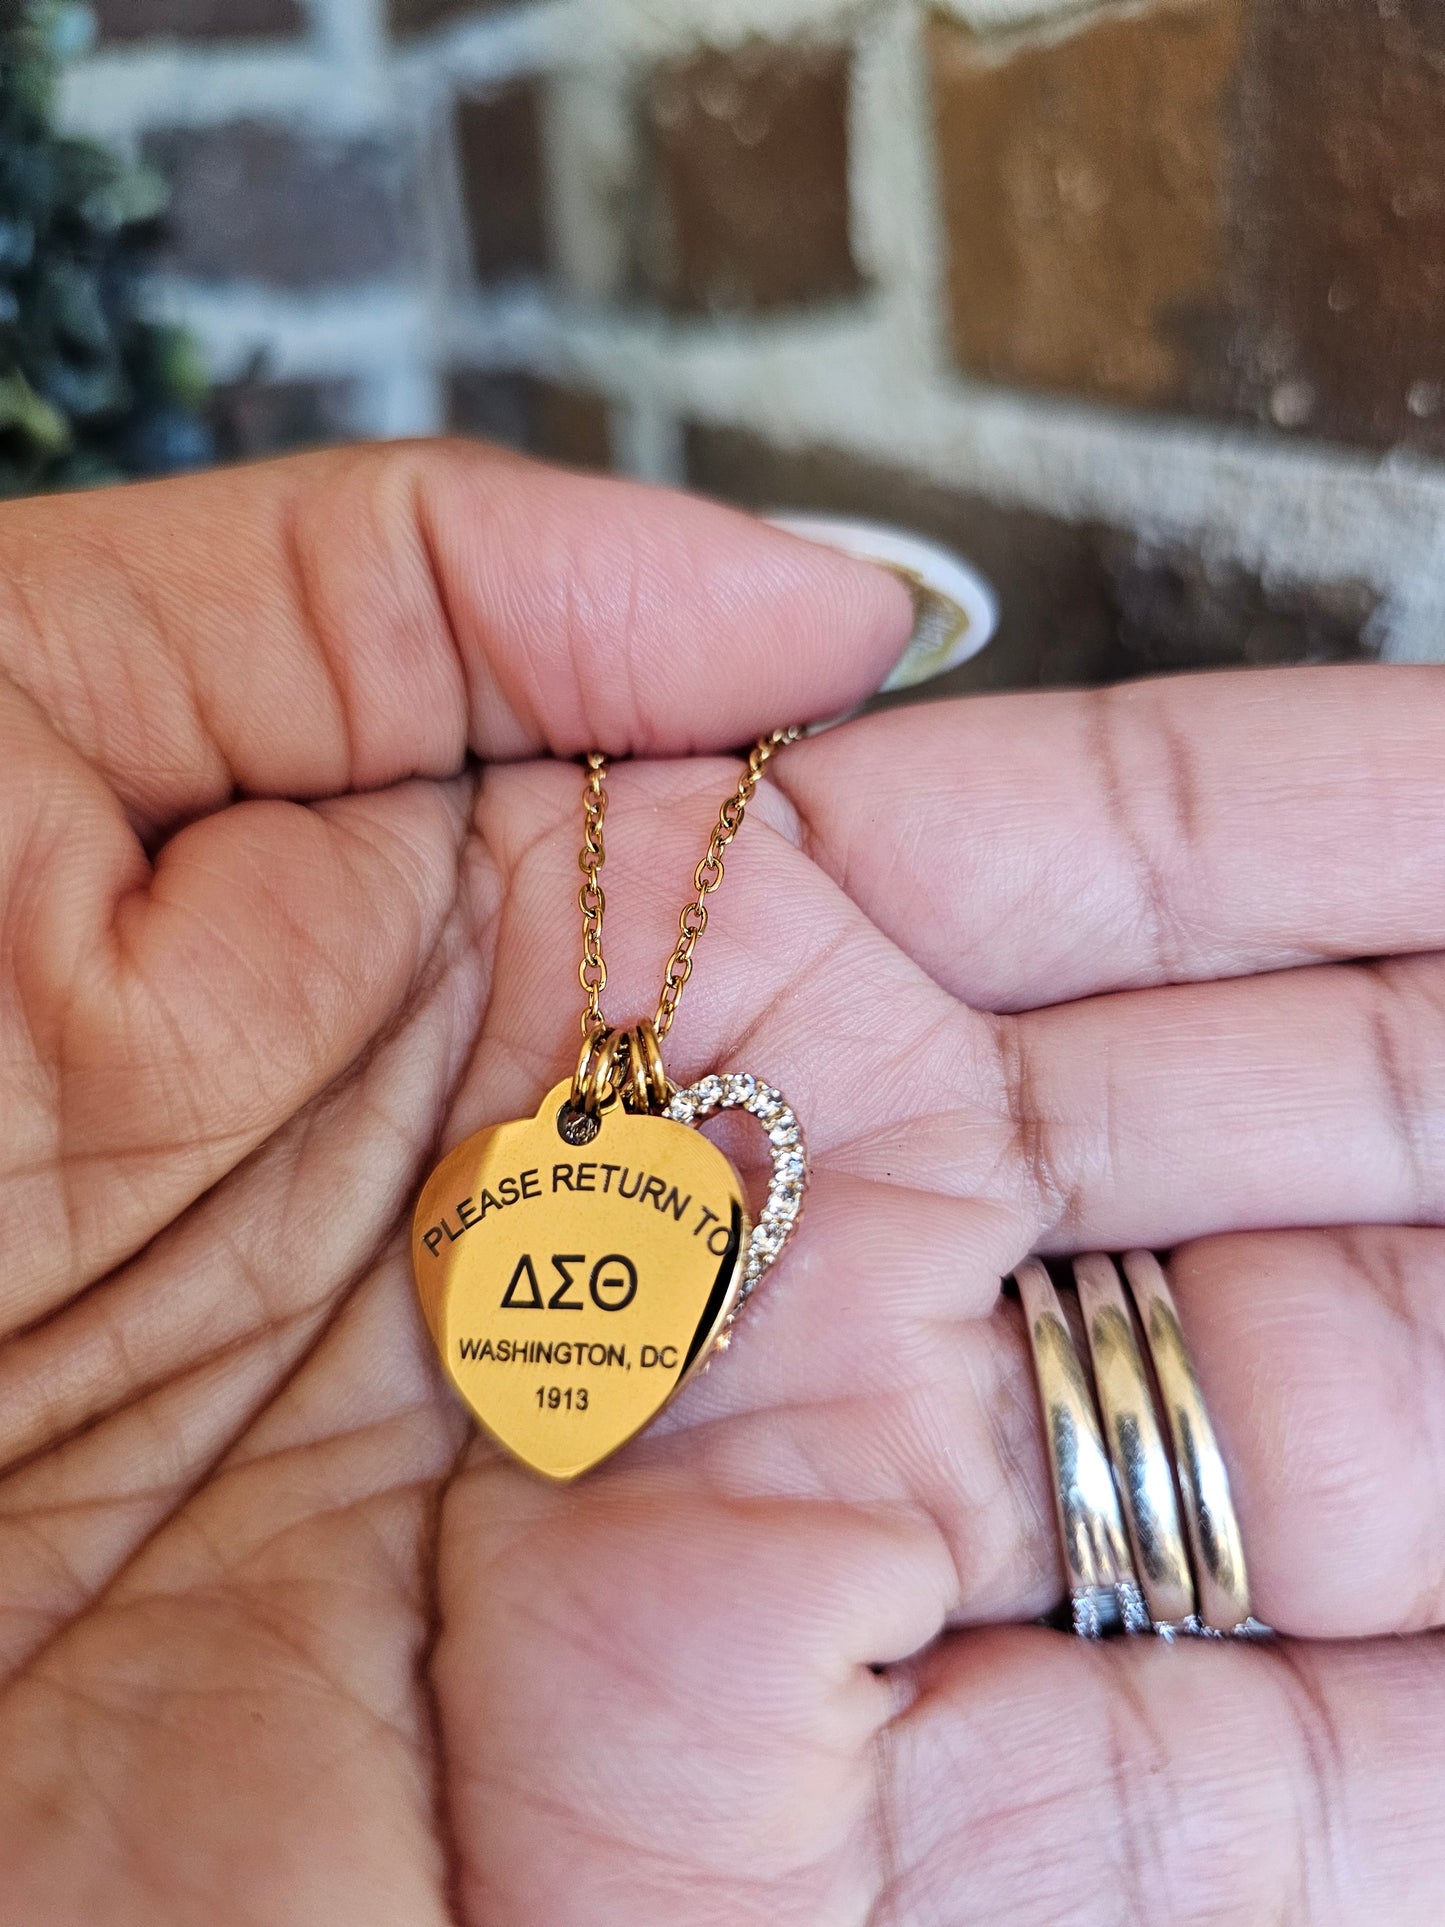 PLEASE RETURN TO
ΔΣΘ
WASHINGTON, DC
1913